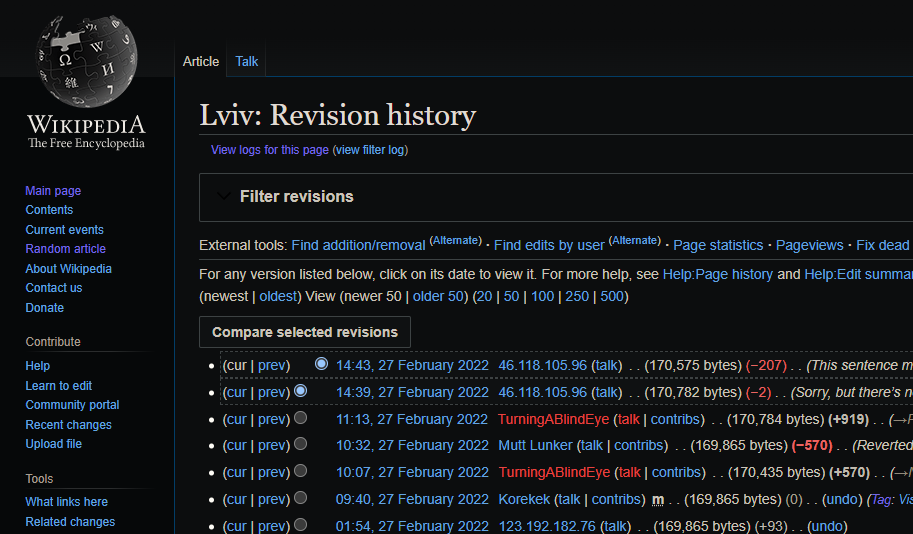 Ω W И 維 7
WIKIPEDIA
The Free Encyclopedia
Main page
Contents
Current events
Random article
About Wikipedia
Contact us
Donate
Contribute
Help
Learn to edit
Community portal
Recent changes
Upload file
Tools
What links here
Related changes
Article Talk
Lviv: Revision history
View logs for this page (view filter log)
Filter revisions
External tools: Find addition/removal (Alternate) · Find edits by user (Alternate) · Page statistics · Pageviews · Fix dead
For any version listed below, click on its date to view it. For more help, see Help:Page history and Help:Edit summar
(newest | oldest) View (newer 50 | older 50) (20 | 50 | 100 | 250 | 500)
Compare selected revisions
(cur | prev) 14:43, 27 February 2022 46.118.105.96 (talk) . . (170,575 bytes) (−207) . . (This sentence m
(cur | prev) 14:39, 27 February 2022 46.118.105.96 (talk) . . (170,782 bytes) (−2) . . (Sorry, but there's n
(cur | prev) 11:13, 27 February 2022 TurningABlindEye (talk | contribs) . . (170,784 bytes) (+919) . . (→
(cur | prev) 10:32, 27 February 2022 Mutt Lunker (talk | contribs) . . (169,865 bytes) (−570) . . (Reverted
(cur | prev) 10:07, 27 February 2022 TurningABlindEye (talk | contribs) . . (170,435 bytes) (+570) . . (→
(cur | prev) 09:40, 27 February 2022 Korekek (talk | contribs) m . . (169,865 bytes) (0) . . (undo) (Tag: Vis
(cur | prev) 01:54, 27 February 2022 123.192.182.76 (talk) . . (169,865 bytes) (+93) . . (undo)